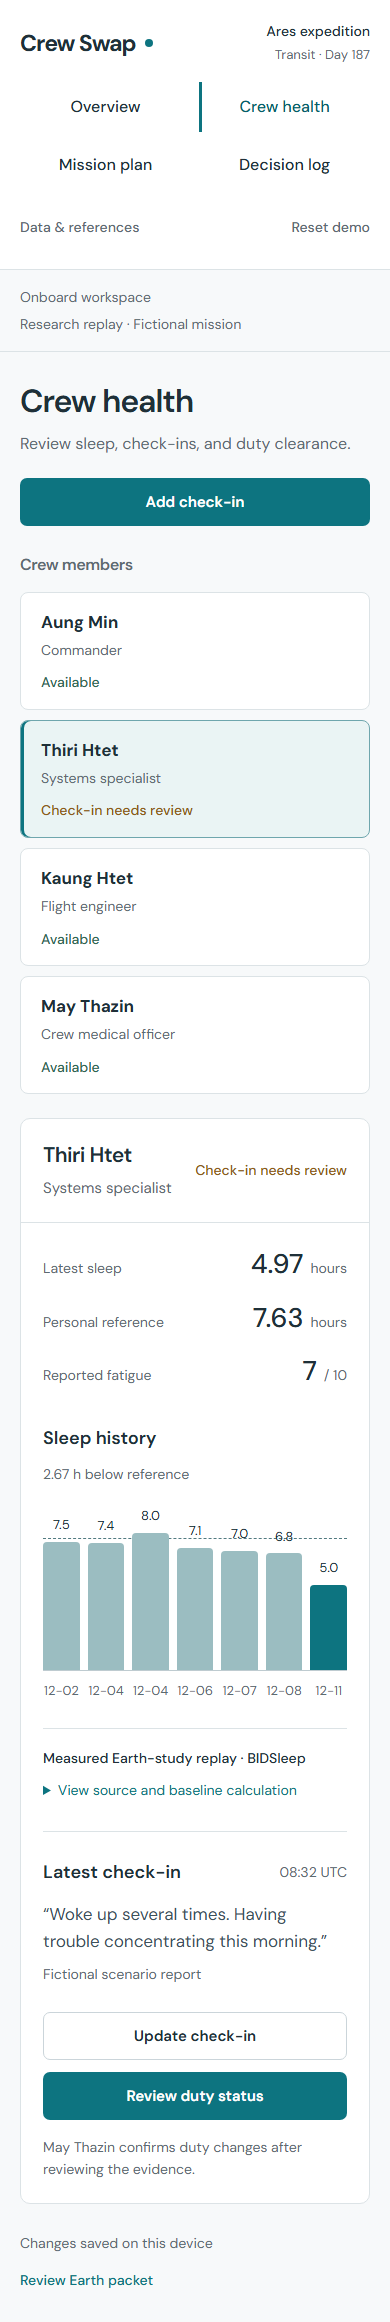 Crew Swap
Ares expedition
Transit · Day 187
Overview
Crew health
Mission plan
Decision log
Data & references
Reset demo
Onboard workspace
Research replay · Fictional mission
Crew health
Review sleep, check-ins, and duty clearance.
Add check-in
Crew members
Aung Min
Commander
Available
Thiri Htet
Systems specialist
Check-in needs review
Kaung Htet
Flight engineer
Available
May Thazin
Crew medical officer
Available
Thiri Htet
Systems specialist
Check-in needs review
Latest sleep 4.97 hours
Personal reference 7.63 hours
Reported fatigue 7 / 10
Sleep history
2.67 h below reference
7.5 7.4 8.0 7.1 7.0 6.8 5.0
12-02 12-04 12-04 12-06 12-07 12-08 12-11
Measured Earth-study replay · BIDSleep
View source and baseline calculation
Latest check-in 08:32 UTC
“Woke up several times. Having
trouble concentrating this morning.”
Fictional scenario report
Update check-in
Review duty status
May Thazin confirms duty changes after
reviewing the evidence.
Changes saved on this device
Review Earth packet